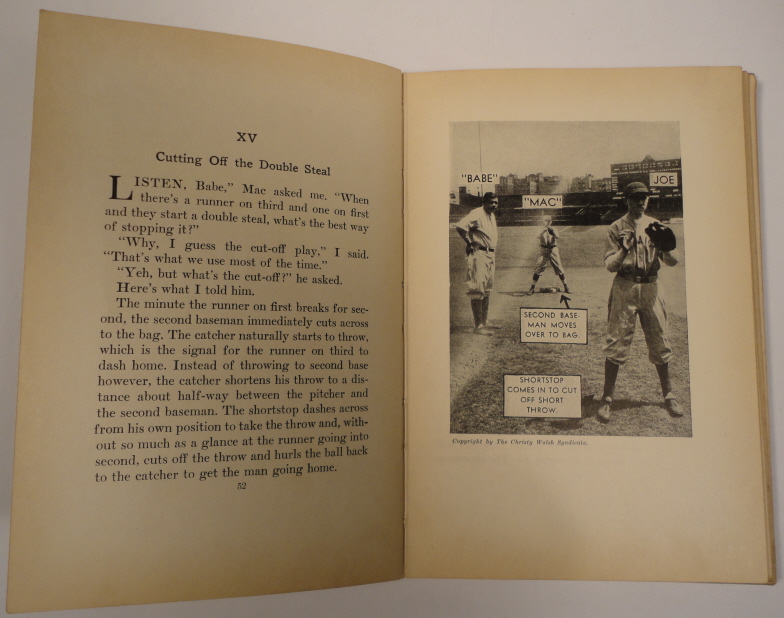 XV
Cutting Off the Double Steal
LISTEN, Babe," Mac asked me. "When
there's a runner on third and one on first
and they start a double steal, what's the best way
of stopping it?"
"Why, I guess the cut-off play," I said.
"That's what we use most of the time."
"Yeh, but what's the cut-off?" he asked.
Here's what I told him.
The minute the runner on first breaks for sec-
ond, the second baseman immediately cuts across
to the bag. The catcher naturally starts to throw,
which is the signal for the runner on third to
dash home. Instead of throwing to second base
however, the catcher shortens his throw to a dis-
tance about half-way between the pitcher and
the second baseman. The shortstop dashes across
from his own position to take the throw and, with-
out so much as a glance at the runner going into
second, cuts off the throw and hurls the ball back
to the catcher to get the man going home.
52
"BABE"
"MAC"
JOE
SECOND BASE-
MAN MOVES
OVER TO BAG.
SHORTSTOP
COMES IN TO CUT
OFF SHORT
THROW.
Copyright by The Christy Walsh Syndicate.